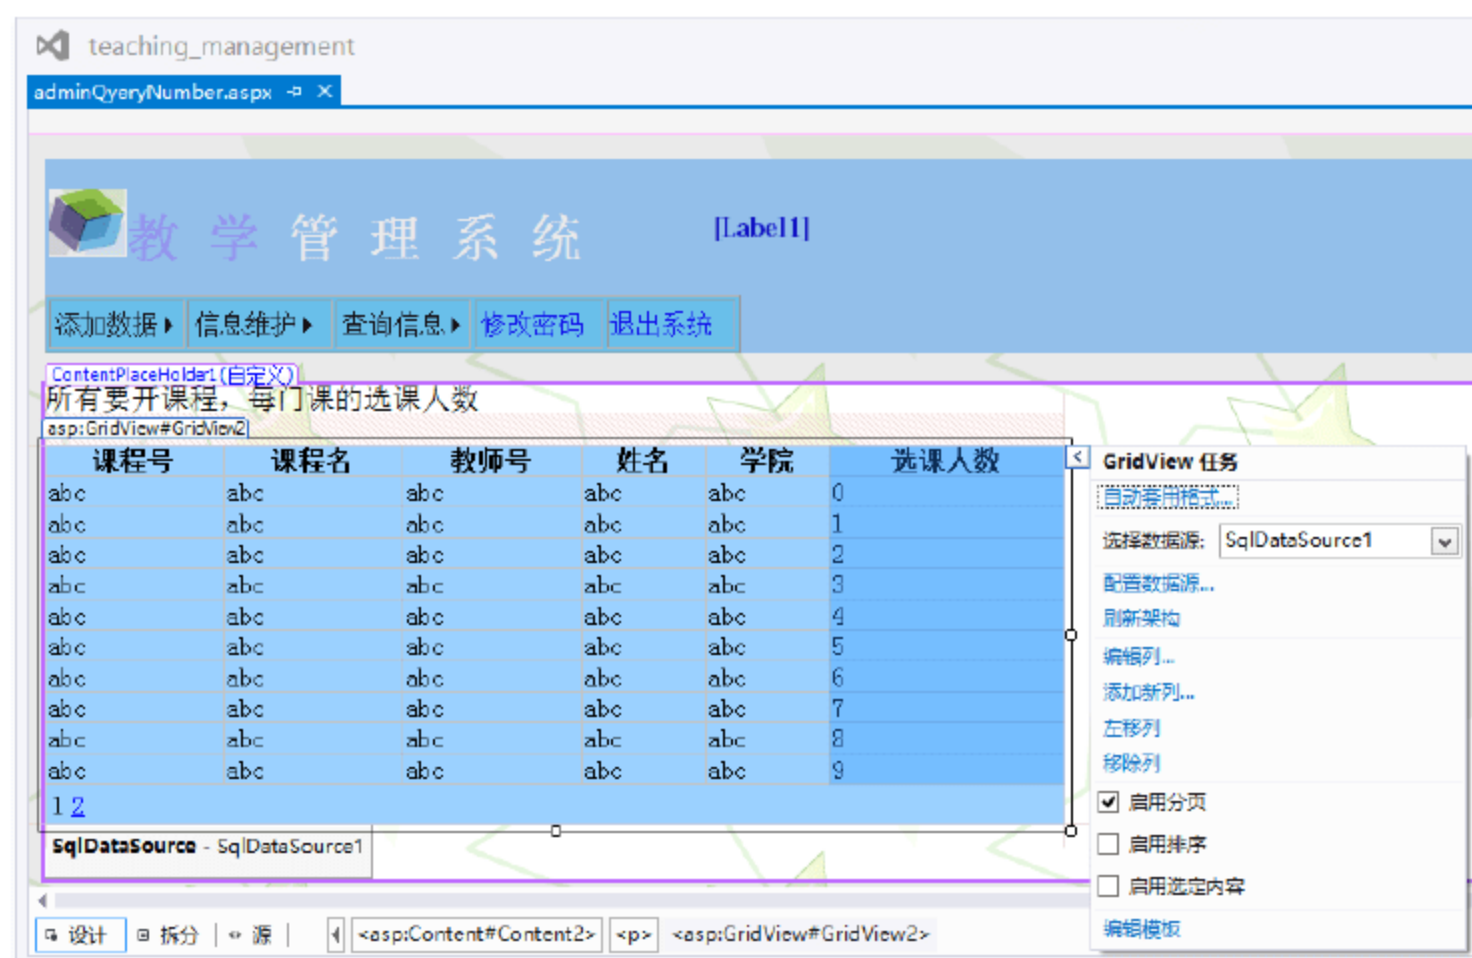 teaching_management
adminQyeryNumber.aspx
教 学 管 理 系 统
[Label1]
添加数据 信息维护 查询信息 修改密码 退出系统
ContentPlaceHolder1(自定义)
所有要开课程，每门课的选课人数
asp:GridView#GridView2
课程号 课程名 教师号 姓名 学院 选课人数
abc abc abc abc abc 0
abc abc abc abc abc 1
abc abc abc abc abc 2
abc abc abc abc abc 3
abc abc abc abc abc 4
abc abc abc abc abc 5
abc abc abc abc abc 6
abc abc abc abc abc 7
abc abc abc abc abc 8
abc abc abc abc abc 9
1 2
SqlDataSource - SqlDataSource1
GridView 任务
自动套用格式...
选择数据源: SqlDataSource1
配置数据源...
刷新架构
编辑列...
添加新列...
左移列
移除列
启用分页
启用排序
启用选定内容
编辑模板
设计 拆分 源 <asp:Content#Content2> <p> <asp:GridView#GridView2>